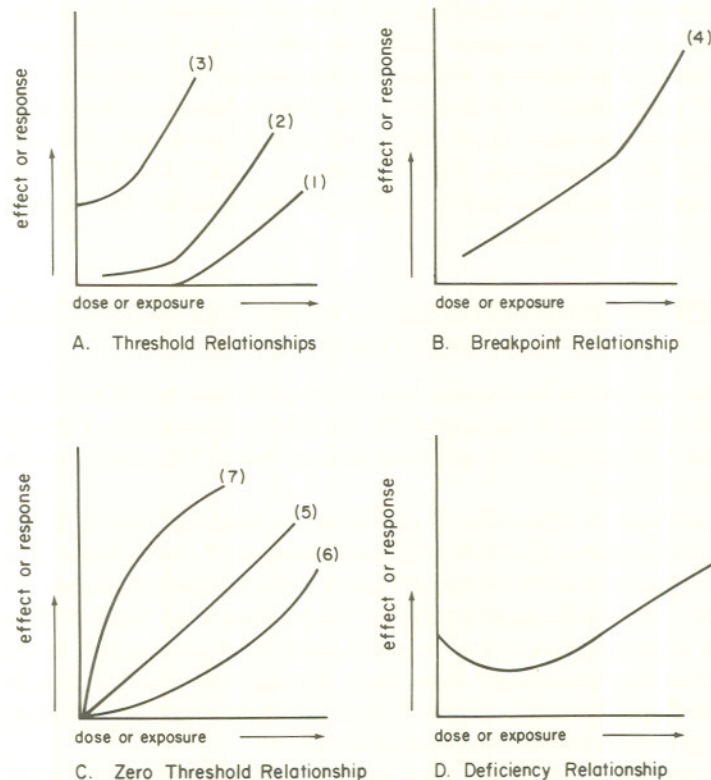 effect or response
(3)
(2)
(1)
dose or exposure
A. Threshold Relationships
effect or response
(4)
dose or exposure
B. Breakpoint Relationship
effect or response
(7)
(5)
(6)
dose or exposure
C. Zero Threshold Relationship
effect or response
dose or exposure
D. Deficiency Relationship